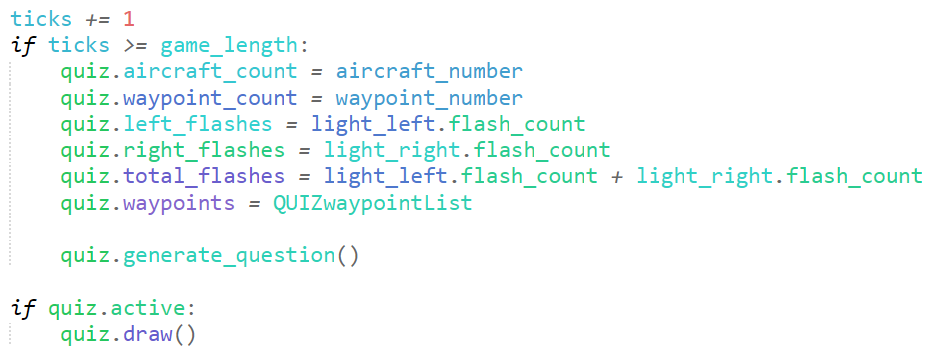 ticks += 1
if ticks >= game_length:
    quiz.aircraft_count = aircraft_number
    quiz.waypoint_count = waypoint_number
    quiz.left_flashes = light_left.flash_count
    quiz.right_flashes = light_right.flash_count
    quiz.total_flashes = light_left.flash_count + light_right.flash_count
    quiz.waypoints = QUIZwaypointList

    quiz.generate_question()

if quiz.active:
    quiz.draw()